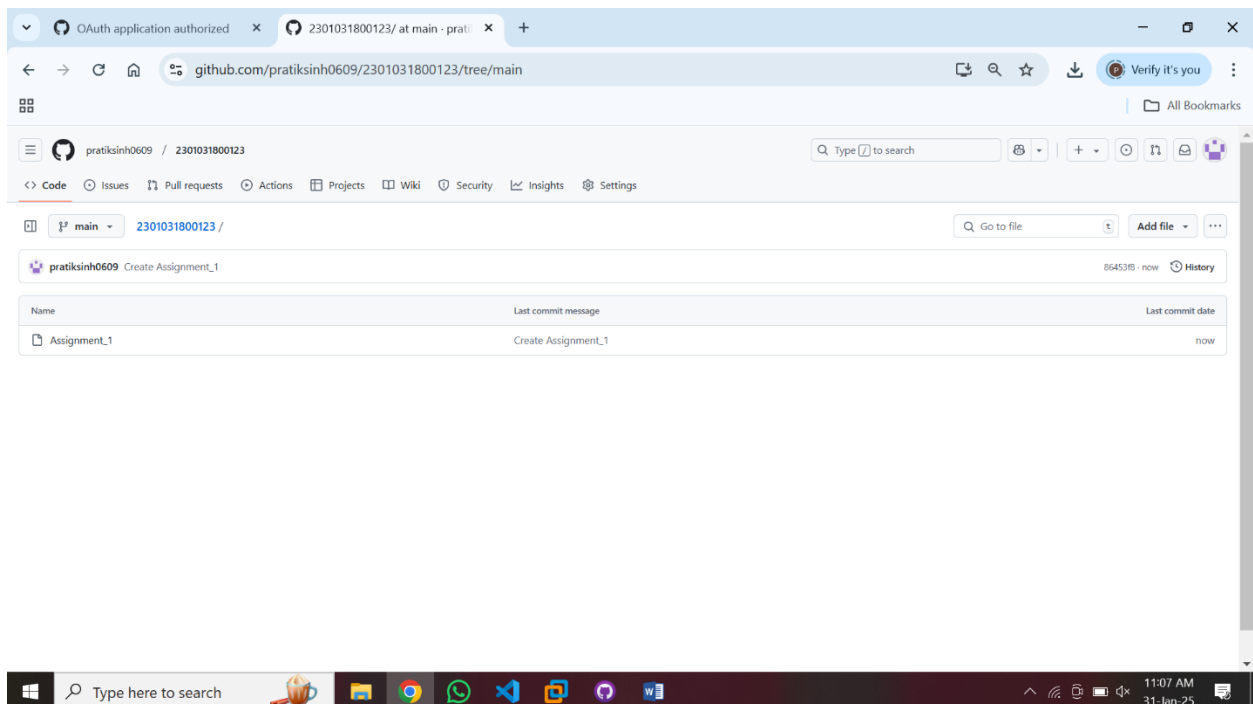 OAuth application authorized
2301031800123/ at main · prati
github.com/pratiksinh0609/2301031800123/tree/main
Verify it's you
All Bookmarks
pratiksinh0609 / 2301031800123
Type / to search
<> Code Issues Pull requests Actions Projects Wiki Security Insights Settings
main 2301031800123 /
Go to file t Add file
pratiksinh0609 Create Assignment_1 86453f8 · now History
Name Last commit message Last commit date
Assignment_1 Create Assignment_1 now
Type here to search
11:07 AM
31-Jan-25